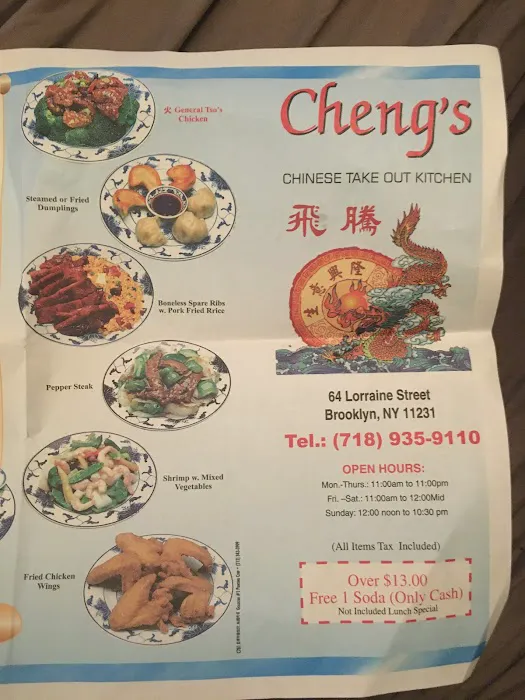 火 General Tso's
Chicken
Steamed or Fried
Dumplings
Boneless Spare Ribs
w. Pork Fried Rrice
Pepper Steak
Shrimp w. Mixed
Vegetables
Fried Chicken
Wings
Cheng's
CHINESE TAKE OUT KITCHEN
飛騰
64 Lorraine Street
Brooklyn, NY 11231
Tel.: (718) 935-9110
OPEN HOURS:
Mon.-Thurs.: 11:00am to 11:00pm
Fri. –Sat.: 11:00am to 12:00Mid
Sunday: 12:00 noon to 10:30 pm
(All Items Tax Included)
Over $13.00
Free 1 Soda (Only Cash)
Not Included Lunch Special